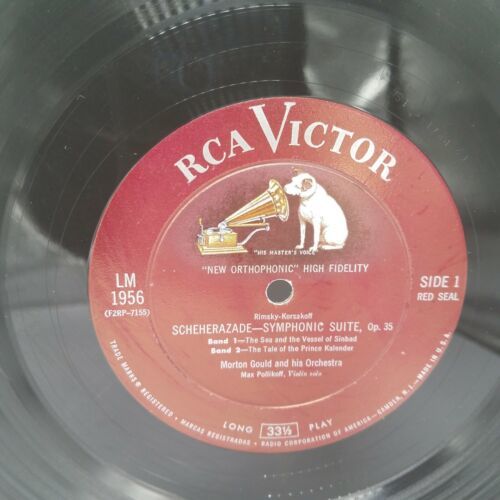 RCA VICTOR
"HIS MASTER'S VOICE"
"NEW ORTHOPHONIC" HIGH FIDELITY
LM
1956
(F2RP-7155)
SIDE 1
RED SEAL
Rimsky-Korsakoff
SCHEHERAZADE—SYMPHONIC SUITE, Op. 35
Band 1—The Sea and the Vessel of Sinbad
Band 2—The Tale of the Prince Kalender
Morton Gould and his Orchestra
Max Pollikoff, Violin solo
LONG 33⅓ PLAY
TRADE MARKS ® REGISTERED • MARCAS REGISTRADAS • RADIO CORPORATION OF AMERICA—CAMDEN, N. J.—MADE IN U.S.A.